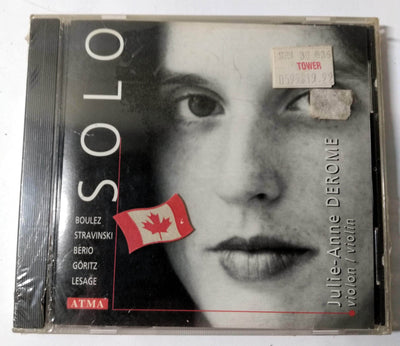 SOLO
BOULEZ
STRAVINSKI
BERIO
GÖRITZ
LESAGE
ATMA
TOWER
Julie-Anne DEROME
violon / violin